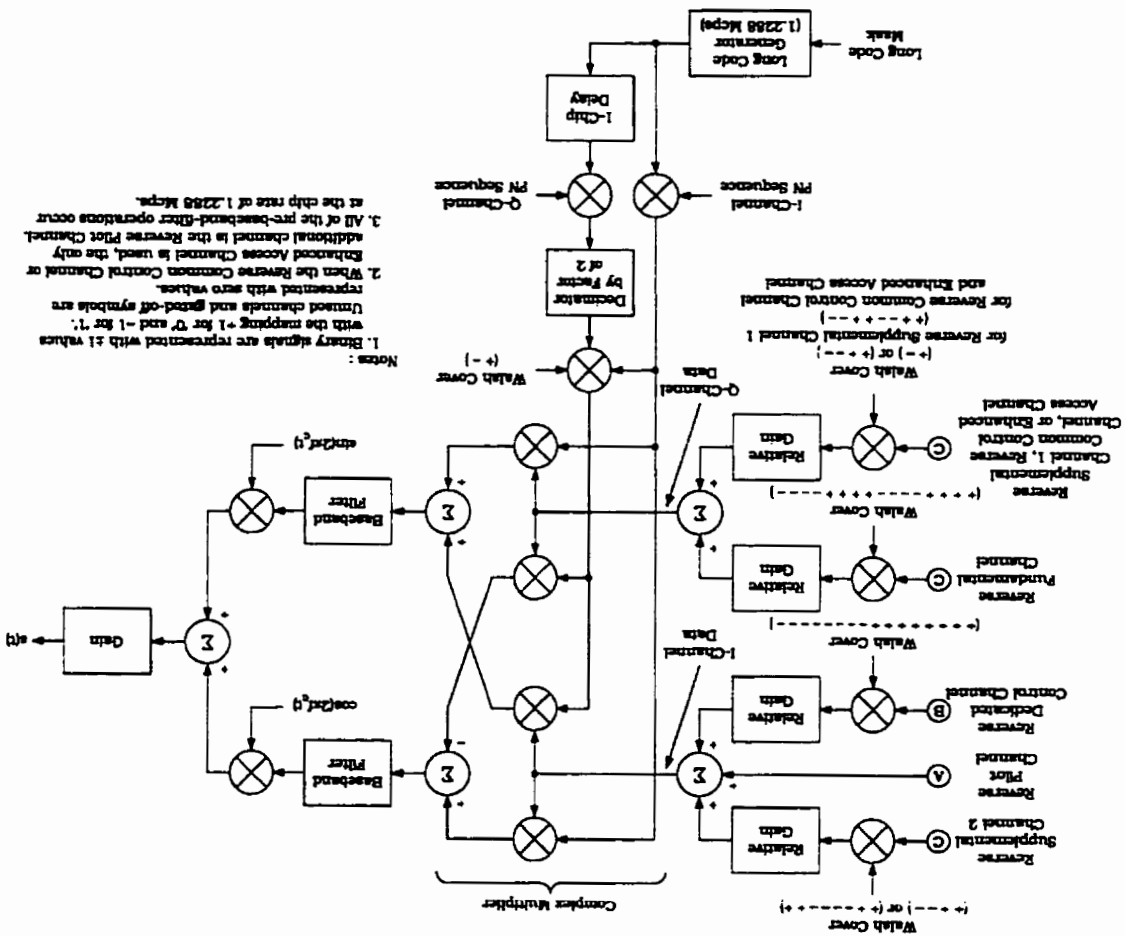 Walsh Cover
Complex Multiplier
Reverse
Supplemental
Channel 2
C
Relative
Gain
Reverse
Pilot
Channel
A
Σ
Σ
Baseband
Filter
cos(2πfct)
Reverse
Dedicated
Control Channel
B
Relative
Gain
Walsh Cover
I-Channel
Data
Σ
Gain
s(t)
Reverse
Fundamental
Channel
C
Relative
Gain
Walsh Cover
Reverse
Supplemental
Channel 1, Reverse
Common Control
Channel, or Enhanced
Access Channel
C
Relative
Gain
Σ
Q-Channel
Data
Σ
Baseband
Filter
sin(2πfct)
Walsh Cover
(+ -) or (+ + - -)
for Reverse Supplemental Channel 1
for Reverse Common Control Channel
and Enhanced Access Channel
Walsh Cover
(+ -)
Decimator
by Factor
of 2
I-Channel
PN Sequence
Q-Channel
PN Sequence
1-Chip
Delay
Long Code
Mask
Long Code
Generator
(1.2288 Mcps)
Notes :
1. Binary signals are represented with ±1 values
with the mapping +1 for '0' and -1 for '1'.
Unused channels and gated-off symbols are
represented with zero values.
2. When the Reverse Common Control Channel or
Enhanced Access Channel is used, the only
additional channel is the Reverse Pilot Channel.
3. All of the pre-baseband-filter operations occur
at the chip rate of 1.2288 Mcps.